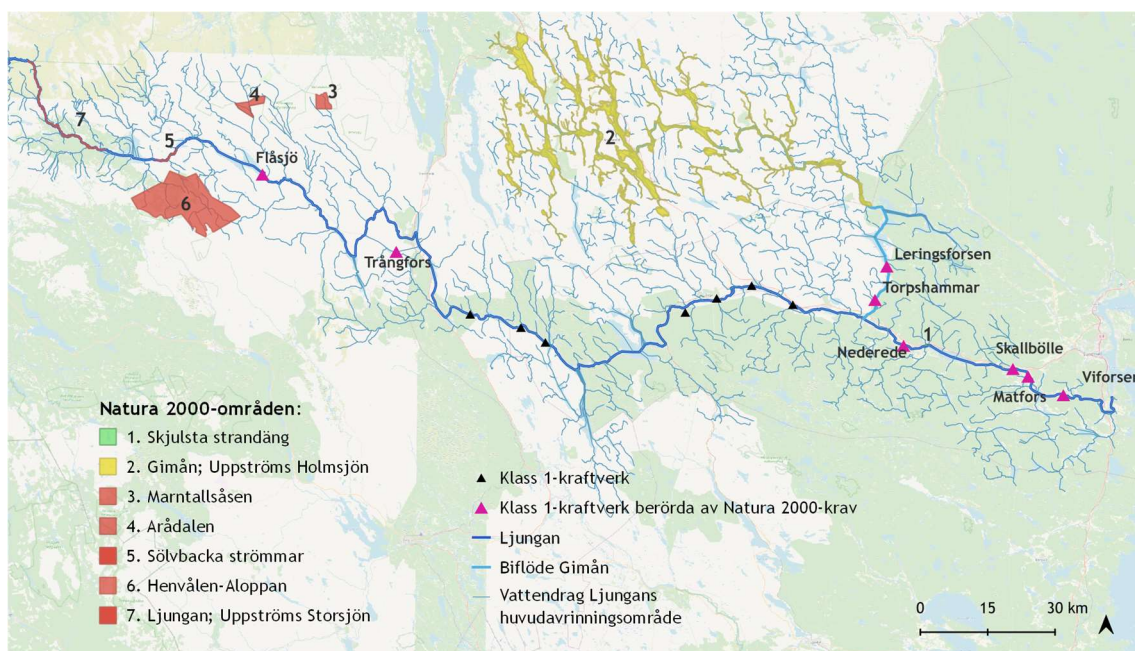 4
3
7
5
2
Flåsjö
6
Leringsforsen
Trångfors
Torpshammar
1
Nederede
Skallbölle
Viforsen
Matfors
Natura 2000-områden:
1. Skjulsta strandäng
2. Gimån; Uppströms Holmsjön
3. Marntallsåsen
4. Arådalen
5. Sölvbacka strömmar
6. Henvålen-Aloppan
7. Ljungan; Uppströms Storsjön
Klass 1-kraftverk
Klass 1-kraftverk berörda av Natura 2000-krav
Ljungan
Biflöde Gimån
Vattendrag Ljungans
huvudavrinningsområde
0 15 30 km